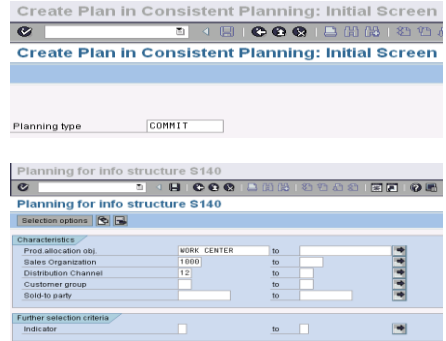 Create Plan in Consistent Planning: Initial Screen
Create Plan in Consistent Planning: Initial Screen
Planning type COMMIT
Planning for info structure S140
Planning for info structure S140
Selection options
Characteristics
Prod.allocation obj. WORK CENTER to
Sales Organization 1000 to
Distribution Channel 12 to
Customer group to
Sold-to party to
Further selection criteria
Indicator to